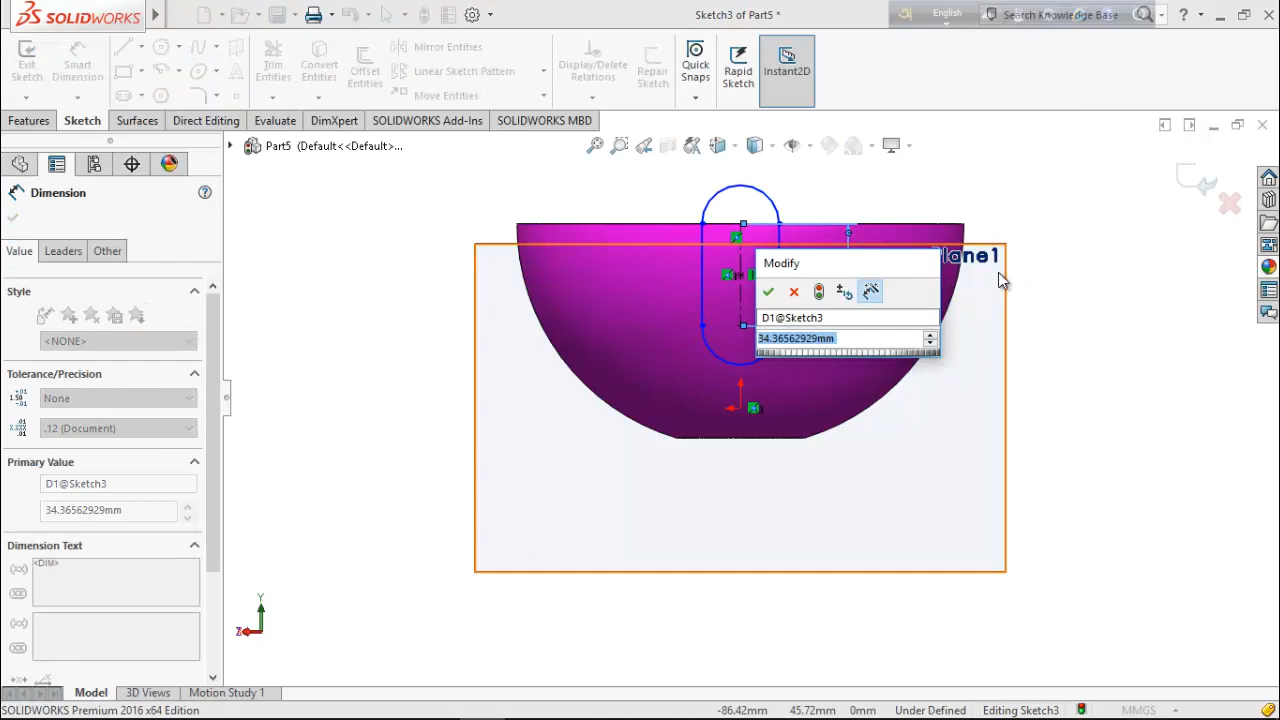 SOLIDWORKS
Sketch3 of Part5 *
English
Search Knowledge Base
Exit Sketch
Smart Dimensions
Trim Entities
Convert Entities
Offset Entities
Mirror Entities
Linear Sketch Pattern
Move Entities
Display/Delete Relations
Repair Sketch
Quick Snaps
Rapid Sketch
Instant2D
Features
Sketch
Surfaces
Direct Editing
Evaluate
DimXpert
SOLIDWORKS Add-Ins
SOLIDWORKS MBD
Part5 (Default<<Default>...
Dimension
Value
Leaders
Other
Style
<NONE>
Tolerance/Precision
None
.12 (Document)
Primary Value
D1@Sketch3
34.36562929mm
Dimension Text
<DIM>
Plane1
Modify
D1@Sketch3
34.36562929mm
Y
Z
Model
3D Views
Motion Study 1
SOLIDWORKS Premium 2016 x64 Edition
-86.42mm
45.72mm
0mm
Under Defined
Editing Sketch3
MMGS